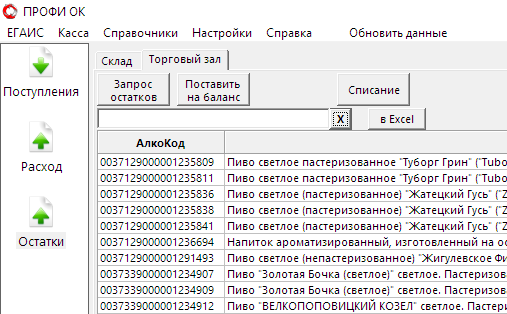 ПРОФИ ОК
ЕГАИС Касса Справочники Настройки Справка Обновить данные
Поступления
Расход
Остатки
Склад Торговый зал
Запрос остатков Поставить на баланс Списание
X в Excel
АлкоКод
0037129000001235809 Пиво светлое пастеризованное "Туборг Грин" ("Tubo
0037129000001235811 Пиво светлое пастеризованное "Туборг Грин" ("Tubo
0037129000001235836 Пиво светлое (пастеризованное) "Жатецкий Гусь" ("Z
0037129000001235838 Пиво светлое (пастеризованное) "Жатецкий Гусь" ("Z
0037129000001235841 Пиво светлое (пастеризованное) "Жатецкий Гусь" ("Z
0037129000001236694 Напиток ароматизированный, изготовленный на ос
0037129000001291493 Пиво светлое (непастеризованное) "Жигулевское Фи
0037339000001234907 Пиво "Золотая Бочка (светлое)" светлое. Пастеризо
0037339000001234909 Пиво "Золотая Бочка (светлое)" светлое. Пастеризо
0037339000001234912 Пиво "ВЕЛКОПОПОВИЦКИЙ КОЗЕЛ" светлое. Пастер